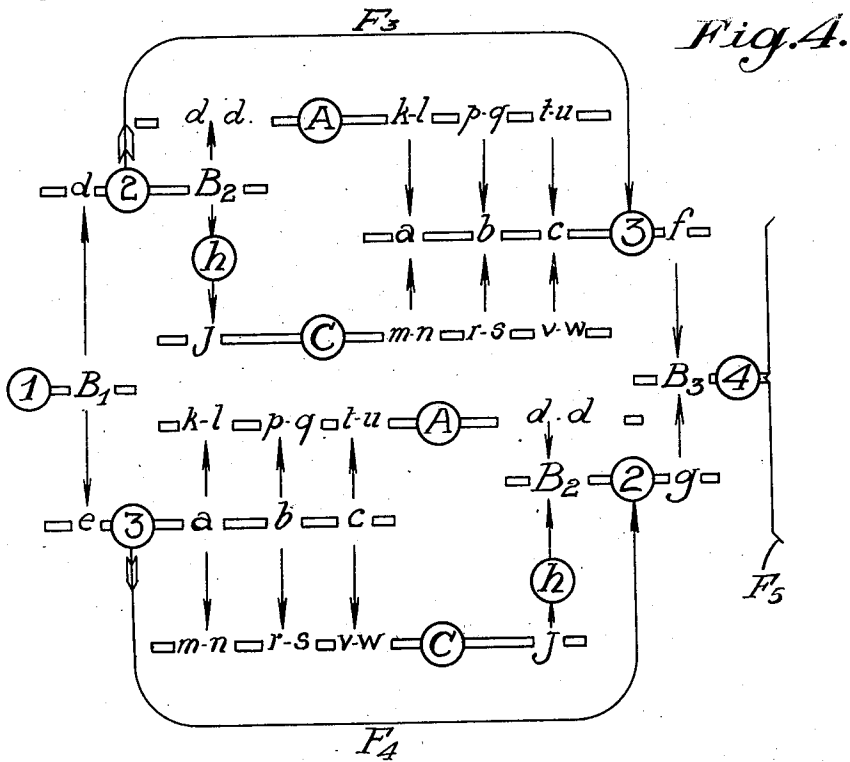 F3
Fig. 4.
d d. A k-l p-q t-u
d 2 B2
a b c 3 f
h
J C m-n r-s v-w
1 B1
B3 4
k-l p-q t-u A d. d
B2 2 g
e 3 a b c
h
F5
m-n r-s v-w C J
F4